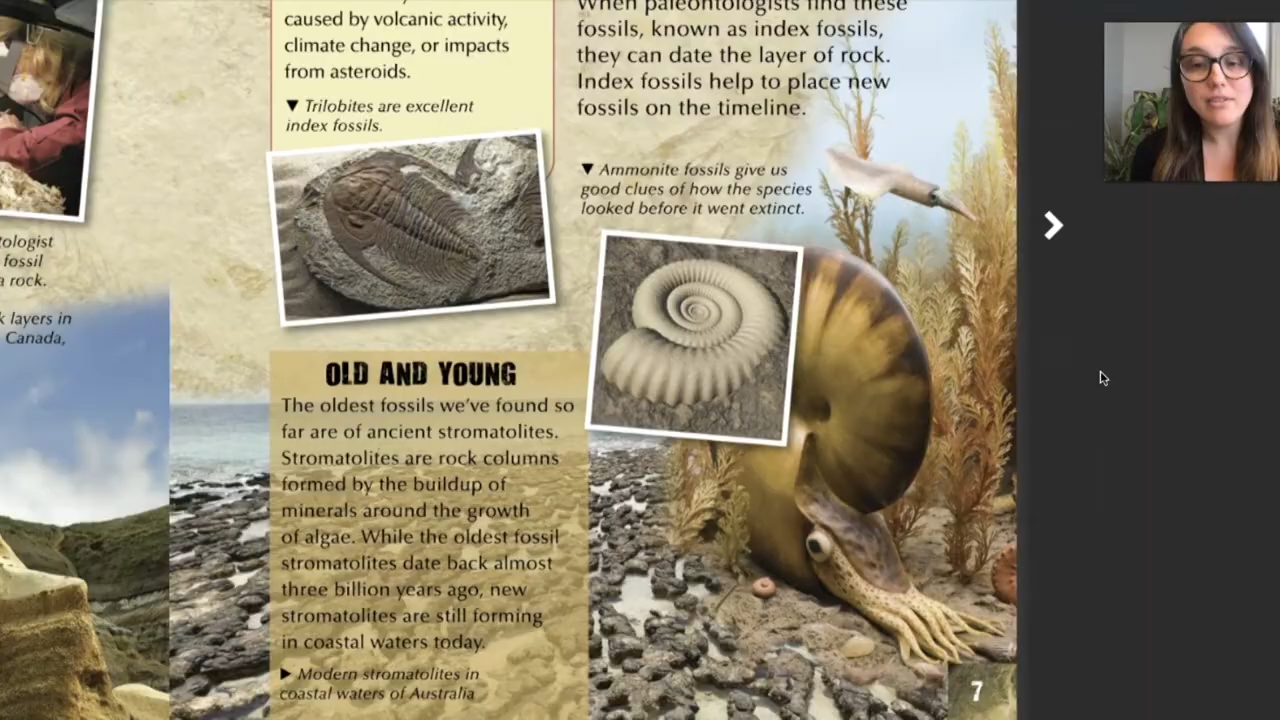 caused by volcanic activity,
climate change, or impacts
from asteroids.
▼ Trilobites are excellent
index fossils.
When paleontologists find these
fossils, known as index fossils,
they can date the layer of rock.
Index fossils help to place new
fossils on the timeline.
▼ Ammonite fossils give us
good clues of how the species
looked before it went extinct.
tologist
fossil
a rock.
k layers in
Canada,
OLD AND YOUNG
The oldest fossils we've found so
far are of ancient stromatolites.
Stromatolites are rock columns
formed by the buildup of
minerals around the growth
of algae. While the oldest fossil
stromatolites date back almost
three billion years ago, new
stromatolites are still forming
in coastal waters today.
▶ Modern stromatolites in
coastal waters of Australia
7